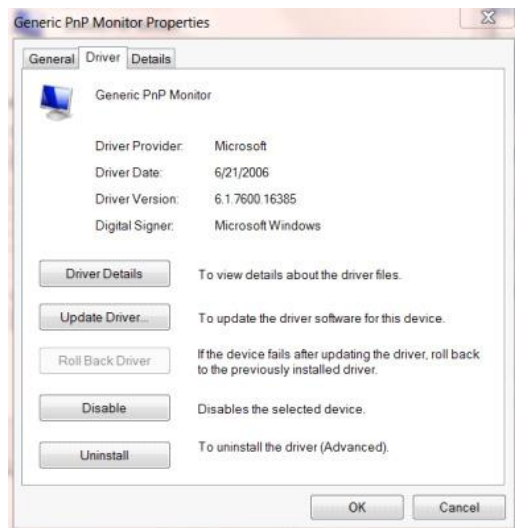 Generic PnP Monitor Properties
General Driver Details
Generic PnP Monitor
Driver Provider: Microsoft
Driver Date: 6/21/2006
Driver Version: 6.1.7600.16385
Digital Signer: Microsoft Windows
Driver Details To view details about the driver files.
Update Driver... To update the driver software for this device.
Roll Back Driver If the device fails after updating the driver, roll back
to the previously installed driver.
Disable Disables the selected device.
Uninstall To uninstall the driver (Advanced).
OK Cancel